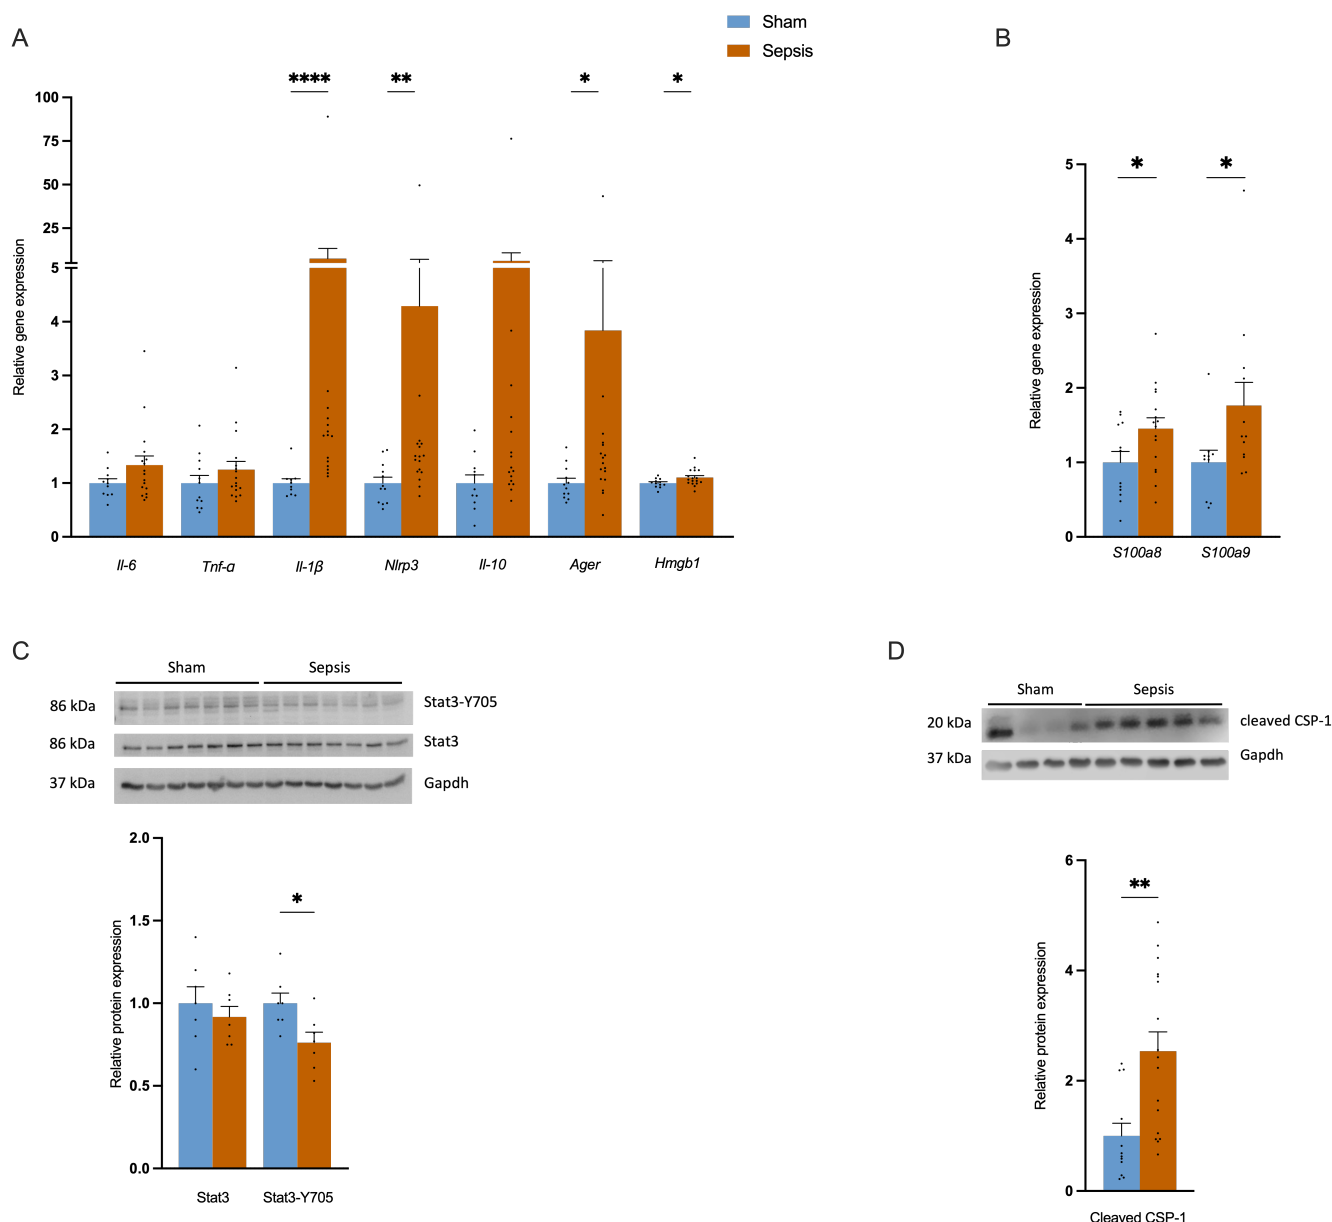 Sham
Sepsis
A
B
**** ** * *
100
75
50
25
5
4
3
2
1
0
Relative gene expression
Il-6 Tnf-α Il-1β Nlrp3 Il-10 Ager Hmgb1
* *
5
4
3
2
1
0
Relative gene expression
S100a8 S100a9
C
Sham Sepsis
86 kDa Stat3-Y705
86 kDa Stat3
37 kDa Gapdh
2.0
1.5
1.0
0.5
0.0
Relative protein expression
*
Stat3 Stat3-Y705
D
Sham Sepsis
20 kDa cleaved CSP-1
37 kDa Gapdh
6
4
2
0
Relative protein expression
**
Cleaved CSP-1